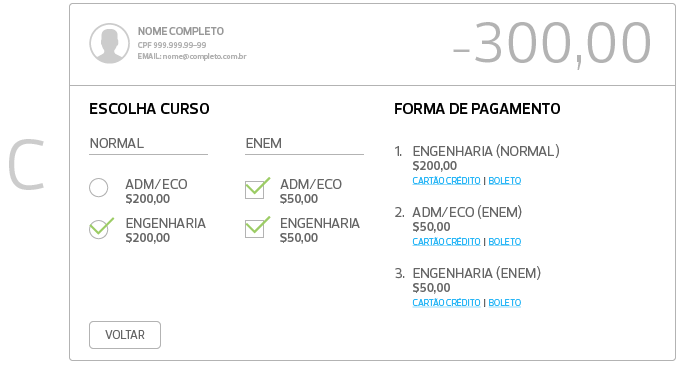 NOME COMPLETO
CPF 999.999.99-99
EMAIL: nome@completo.com.br
-300,00
C
ESCOLHA CURSO
NORMAL
ADM/ECO
$200,00
ENGENHARIA
$200,00
ENEM
ADM/ECO
$50,00
ENGENHARIA
$50,00
FORMA DE PAGAMENTO
1. ENGENHARIA (NORMAL)
$200,00
CARTÃO CRÉDITO | BOLETO
2. ADM/ECO (ENEM)
$50,00
CARTÃO CRÉDITO | BOLETO
3. ENGENHARIA (ENEM)
$50,00
CARTÃO CRÉDITO | BOLETO
VOLTAR